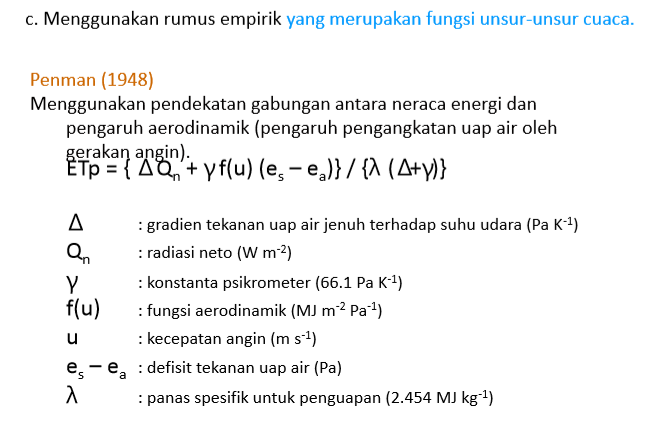 c. Menggunakan rumus empirik yang merupakan fungsi unsur-unsur cuaca.
Penman (1948)
Menggunakan pendekatan gabungan antara neraca energi dan
pengaruh aerodinamik (pengaruh pengangkatan uap air oleh
gerakan angin).
ETp = { ΔQₙ + γ f(u) (eₛ – eₐ)} / {λ (Δ+γ)}
Δ : gradien tekanan uap air jenuh terhadap suhu udara (Pa K⁻¹)
Qₙ : radiasi neto (W m⁻²)
γ : konstanta psikrometer (66.1 Pa K⁻¹)
f(u) : fungsi aerodinamik (MJ m⁻² Pa⁻¹)
u : kecepatan angin (m s⁻¹)
eₛ – eₐ : defisit tekanan uap air (Pa)
λ : panas spesifik untuk penguapan (2.454 MJ kg⁻¹)